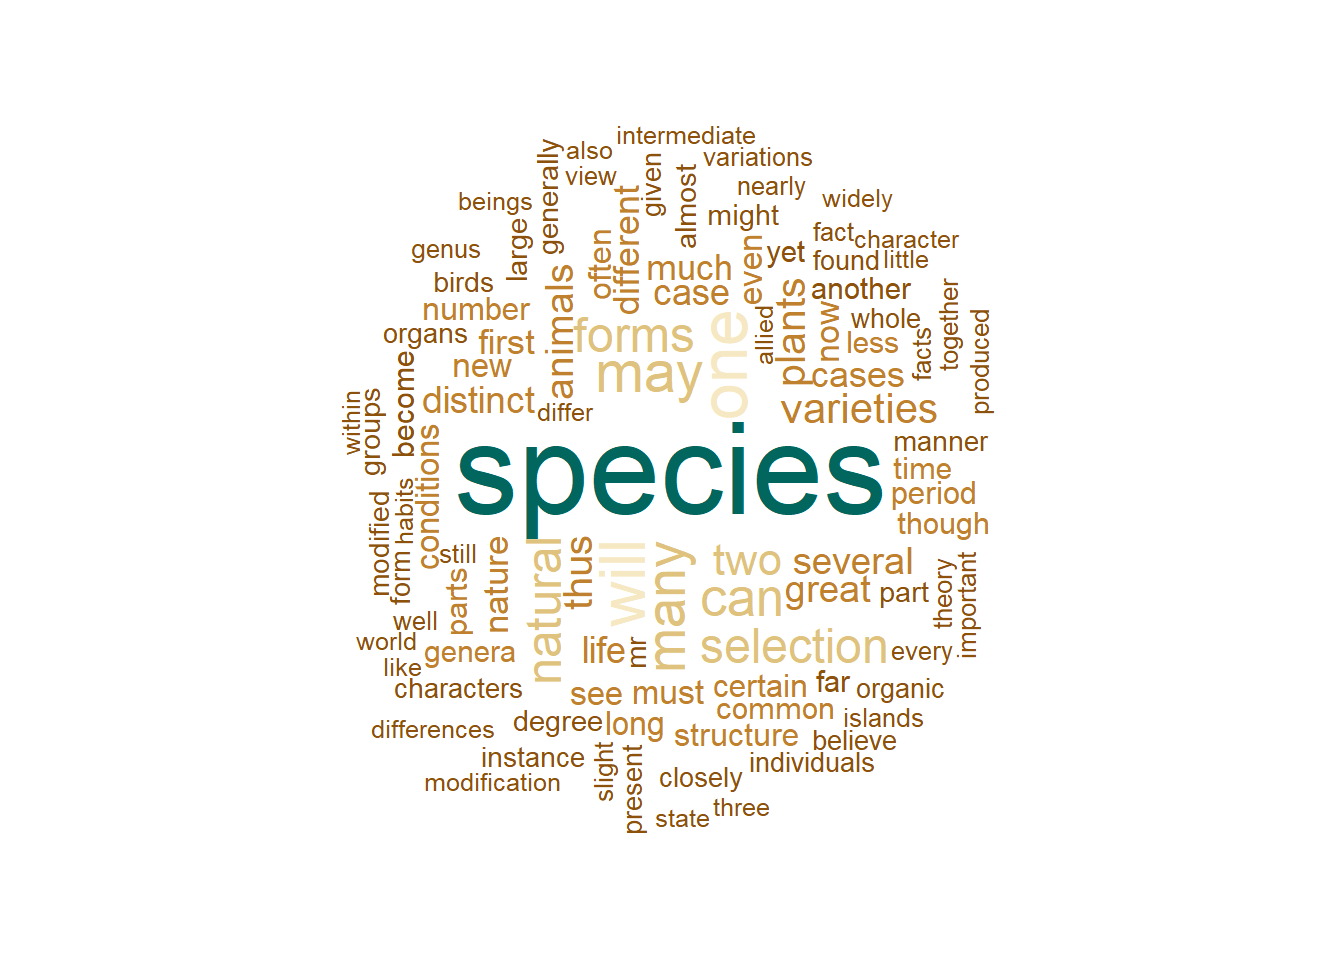 intermediate
also
variations
view
generally
given
almost
nearly
beings
different
might
widely
genus
large
often
even
yet
fact
character
birds
animals
much
found
little
number
case
plants
another
organs
first
forms
one
allied
now
whole
less
facts
together
produced
new
may
cases
become
distinct
differ
varieties
within
groups
conditions
species
manner
time
period
though
modified
habits
form
still
nature
natural
thus
will
many
two
several
parts
can
great
part
theory
important
well
world
like
genera
life
mr
selection
every
characters
see
must
certain
far
organic
differences
degree
long
common
islands
structure
believe
instance
slight
present
closely
individuals
modification
state
three